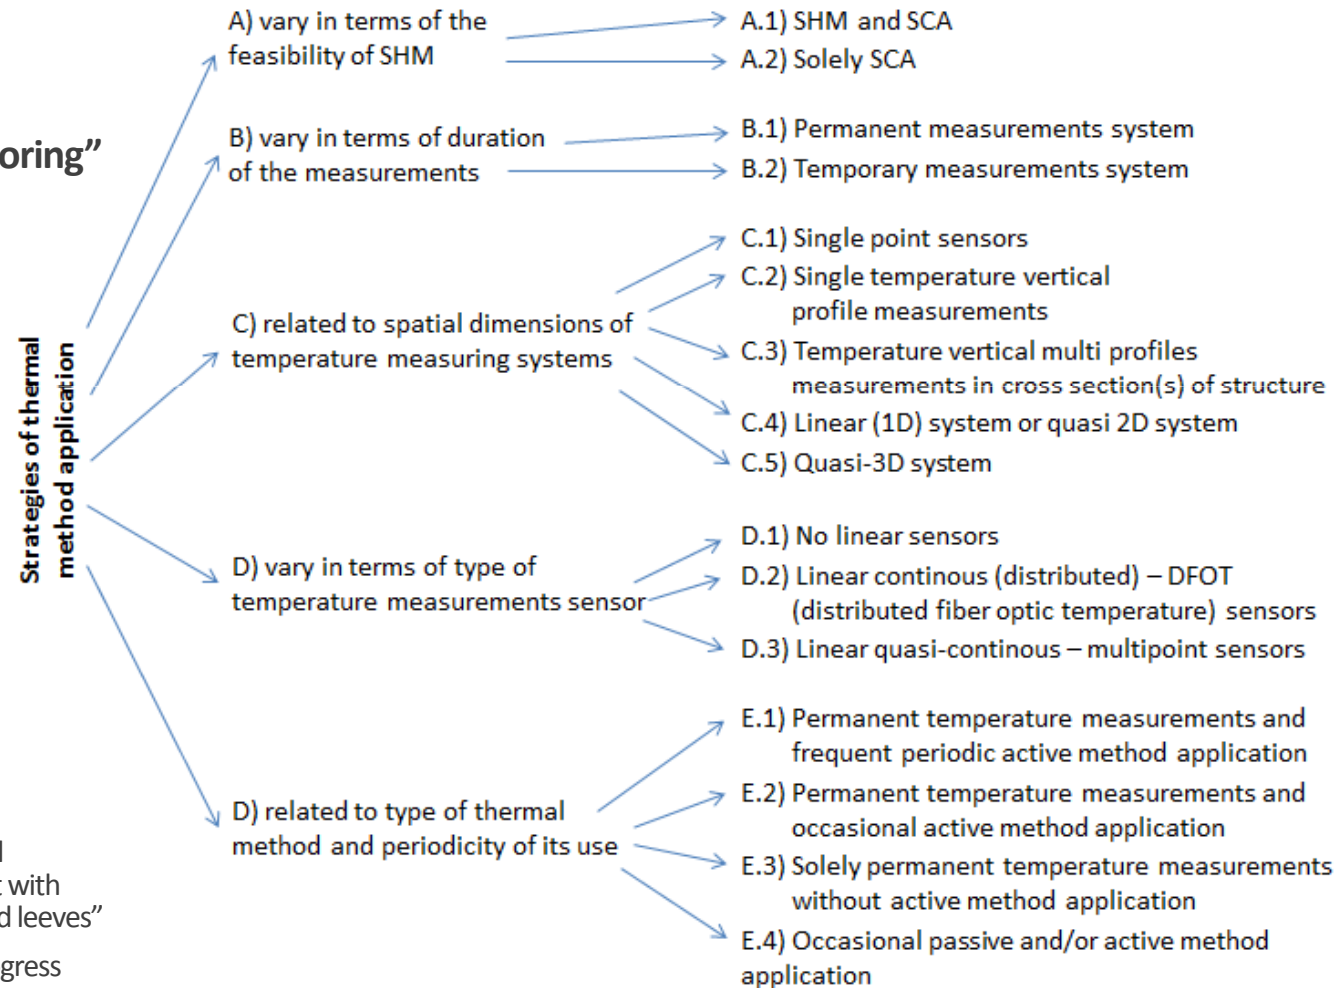 oring”
Strategies of thermal
method application
A) vary in terms of the
feasibility of SHM
A.1) SHM and SCA
A.2) Solely SCA
B) vary in terms of duration
of the measurements
B.1) Permanent measurements system
B.2) Temporary measurements system
C) related to spatial dimensions of
temperature measuring systems
C.1) Single point sensors
C.2) Single temperature vertical
profile measurements
C.3) Temperature vertical multi profiles
measurements in cross section(s) of structure
C.4) Linear (1D) system or quasi 2D system
C.5) Quasi-3D system
D) vary in terms of type of
temperature measurements sensor
D.1) No linear sensors
D.2) Linear continous (distributed) – DFOT
(distributed fiber optic temperature) sensors
D.3) Linear quasi-continous – multipoint sensors
D) related to type of thermal
method and periodicity of its use
E.1) Permanent temperature measurements and
frequent periodic active method application
E.2) Permanent temperature measurements and
occasional active method application
E.3) Solely permanent temperature measurements
without active method application
E.4) Occasional passive and/or active method
application
with
d leeves”
gress